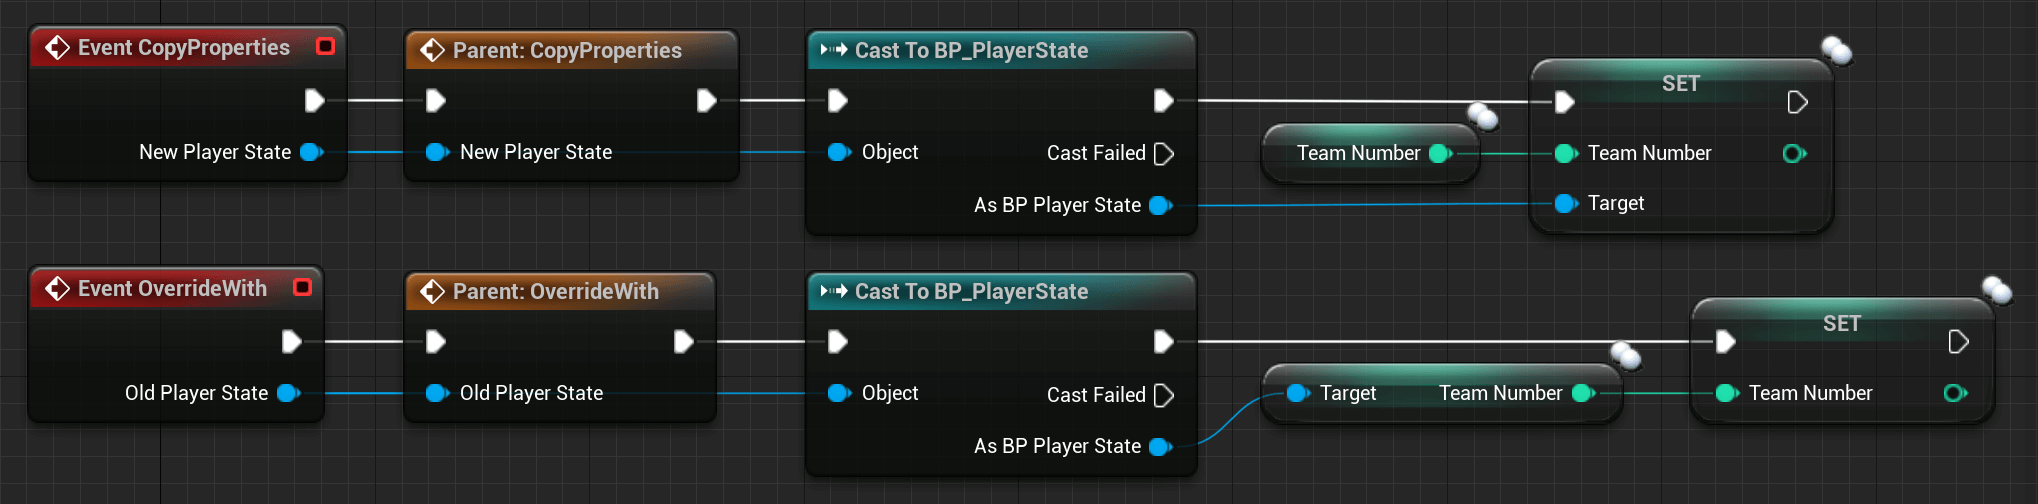 Event CopyProperties
New Player State
Parent: CopyProperties
New Player State
Cast To BP_PlayerState
Object
Cast Failed
As BP Player State
Team Number
SET
Team Number
Target
Event OverrideWith
Old Player State
Parent: OverrideWith
Old Player State
Cast To BP_PlayerState
Object
Cast Failed
As BP Player State
Target Team Number
SET
Team Number